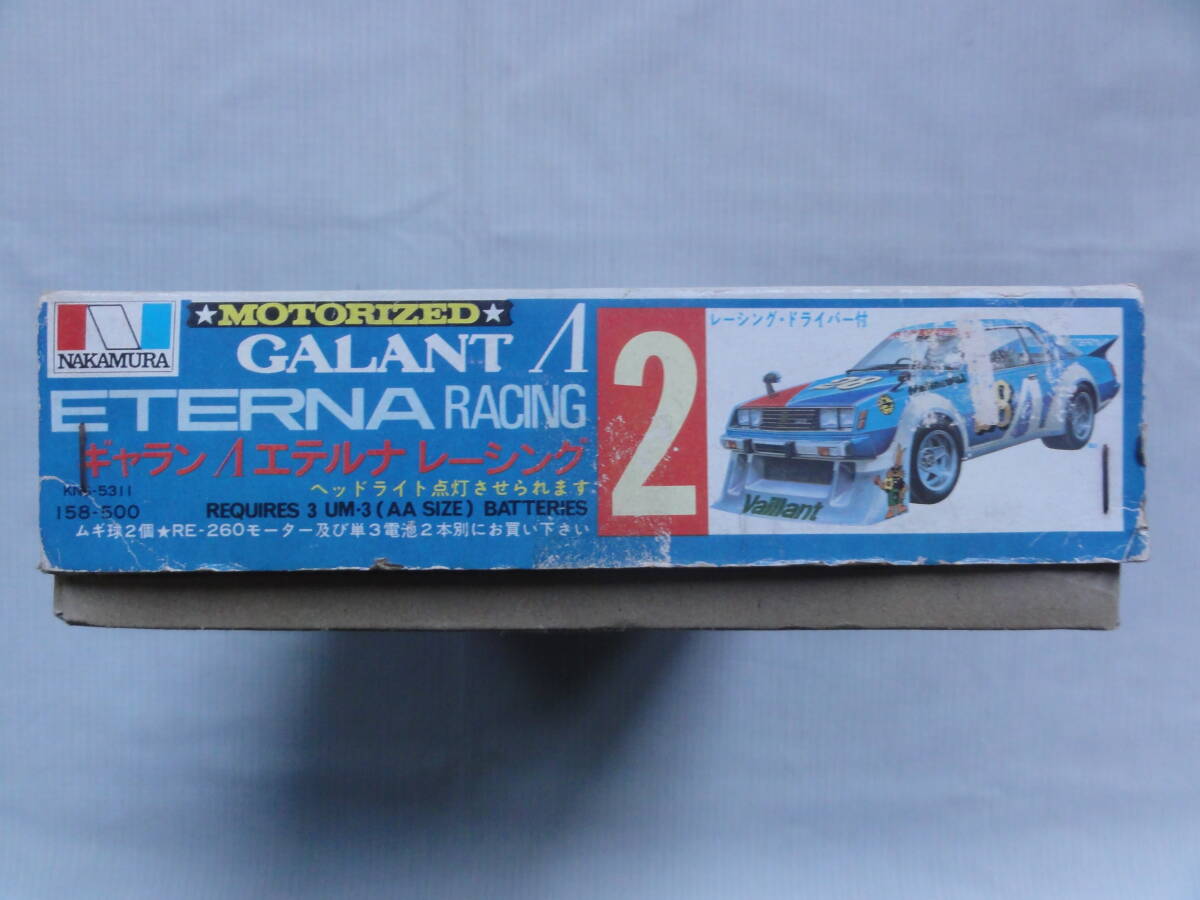 NAKAMURA
★MOTORIZED★
GALANT Λ
ETERNA RACING
ギャランΛエテルナ レーシング
ヘッドライト点灯させられます
158-500
REQUIRES 3 UM-3 (AA SIZE) BATTERIES
ムギ球2個★RE-260モーター及び単3電池2本別にお買い下さい
2
レーシング・ドライバー付
98
Vaillant